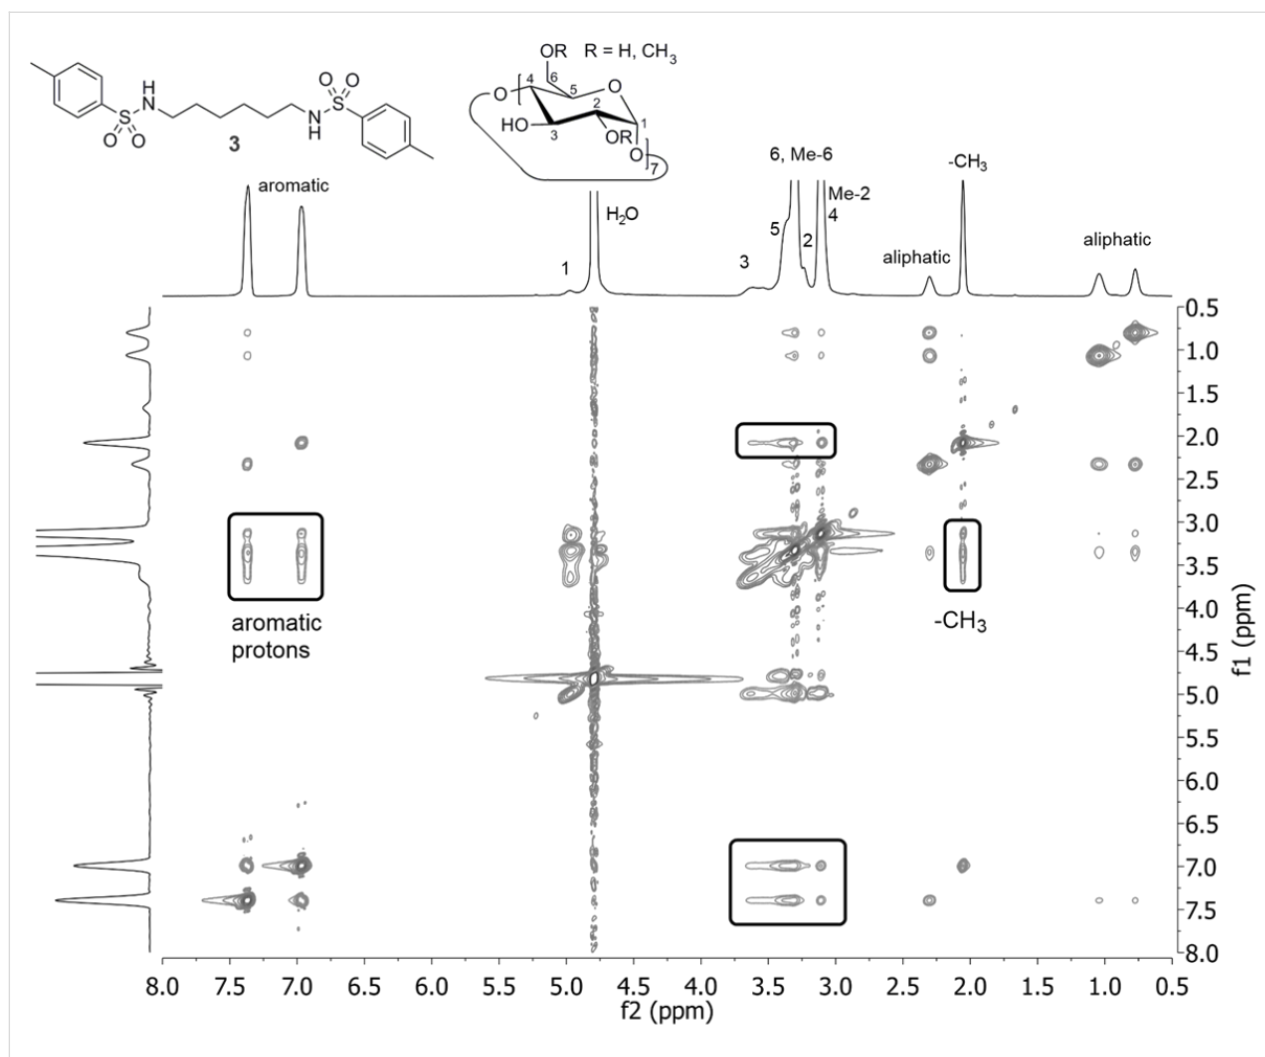 OR R = H, CH3
O O
S
N
H
H
N
S
O O
O O
3
4
6
5
O
O
HO
2
3
OR
1
O
7
aromatic
H2O
1
3
5
6, Me-6
2
Me-2
4
aliphatic
-CH3
aliphatic
0.5
1.0
1.5
2.0
2.5
3.0
3.5
4.0
4.5
5.0
5.5
6.0
6.5
7.0
7.5
8.0
f1 (ppm)
aromatic
protons
-CH3
8.0 7.5 7.0 6.5 6.0 5.5 5.0 4.5 4.0 3.5 3.0 2.5 2.0 1.5 1.0 0.5
f2 (ppm)